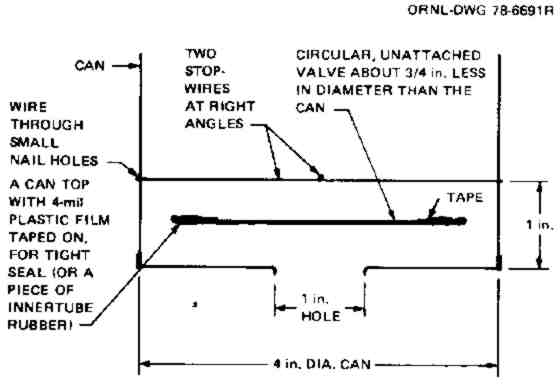 ORNL-DWG 78-6691R
CAN
TWO
STOP-
WIRES
AT RIGHT
ANGLES
CIRCULAR, UNATTACHED
VALVE ABOUT 3/4 in. LESS
IN DIAMETER THAN THE
CAN
WIRE
THROUGH
SMALL
NAIL HOLES
A CAN TOP
WITH 4-mil
PLASTIC FILM
TAPED ON,
FOR TIGHT
SEAL (OR A
PIECE OF
INNERTUBE
RUBBER)
TAPE
1 in.
1 in.
HOLE
4 in. DIA. CAN